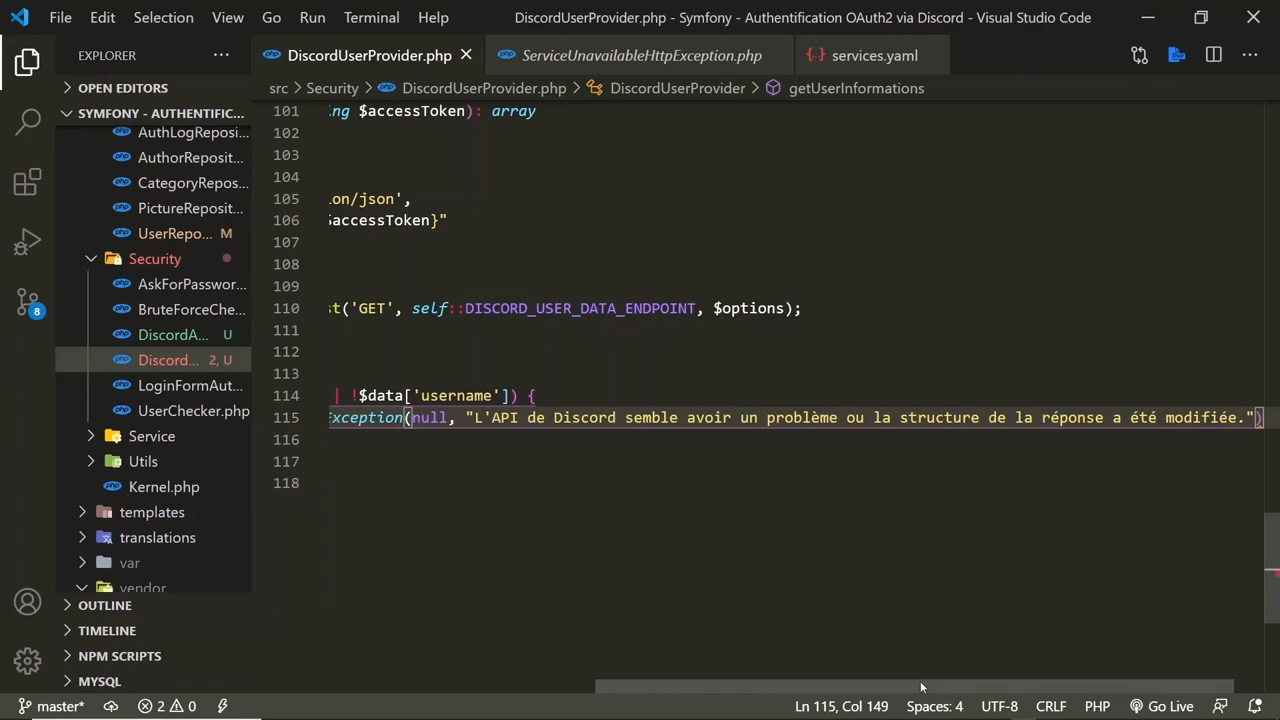 File Edit Selection View Go Run Terminal Help DiscordUserProvider.php - Symfony - Authentification OAuth2 via Discord - Visual Studio Code
EXPLORER
OPEN EDITORS
SYMFONY - AUTHENTIFIC...
AuthLogReposi...
AuthorReposit...
CategoryRepos...
PictureReposit...
UserRepo... M
Security
AskForPasswor...
BruteForceChe...
DiscordA... U
Discord... 2, U
LoginFormAut...
UserChecker.php
Service
Utils
Kernel.php
templates
translations
var
vendor
OUTLINE
TIMELINE
NPM SCRIPTS
MYSQL
8
DiscordUserProvider.php ServiceUnavailableHttpException.php services.yaml
src > Security > DiscordUserProvider.php > DiscordUserProvider > getUserInformations
101 ing $accessToken): array
102
103
104
105 ion/json',
106 $accessToken}"
107
108
109
110 st('GET', self::DISCORD_USER_DATA_ENDPOINT, $options);
111
112
113
114 | !$data['username']) {
115 Exception(null, "L'API de Discord semble avoir un problème ou la structure de la réponse a été modifiée.")
116
117
118
master* 2 0 Ln 115, Col 149 Spaces: 4 UTF-8 CRLF PHP Go Live